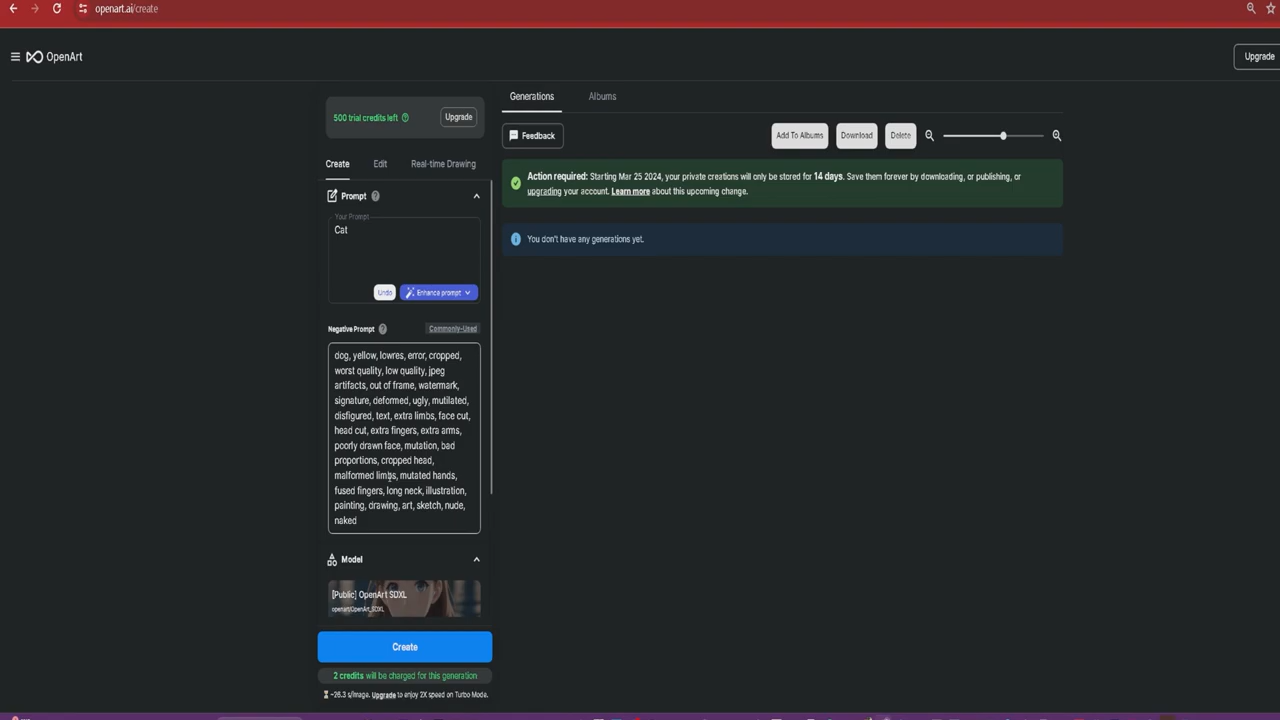 openart.ai/create
OpenArt
Upgrade
500 trial credits left
Upgrade
Create Edit Real-time Drawing
Prompt
Your Prompt
Cat
Undo
Enhance prompt
Negative Prompt
Commonly-Used
dog, yellow, lowres, error, cropped,
worst quality, low quality, jpeg
artifacts, out of frame, watermark,
signature, deformed, ugly, mutilated,
disfigured, text, extra limbs, face cut,
head cut, extra fingers, extra arms,
poorly drawn face, mutation, bad
proportions, cropped head,
malformed limbs, mutated hands,
fused fingers, long neck, illustration,
painting, drawing, art, sketch, nude,
naked
Model
[Public] OpenArt SDXL
openart/OpenArt_SDXL
Create
2 credits will be charged for this generation
~26.3 s/image. Upgrade to enjoy 2X speed on Turbo Mode.
Generations Albums
Feedback
Add To Albums
Download
Delete
Action required: Starting Mar 25 2024, your private creations will only be stored for 14 days. Save them forever by downloading, or publishing, or
upgrading your account. Learn more about this upcoming change.
You don't have any generations yet.